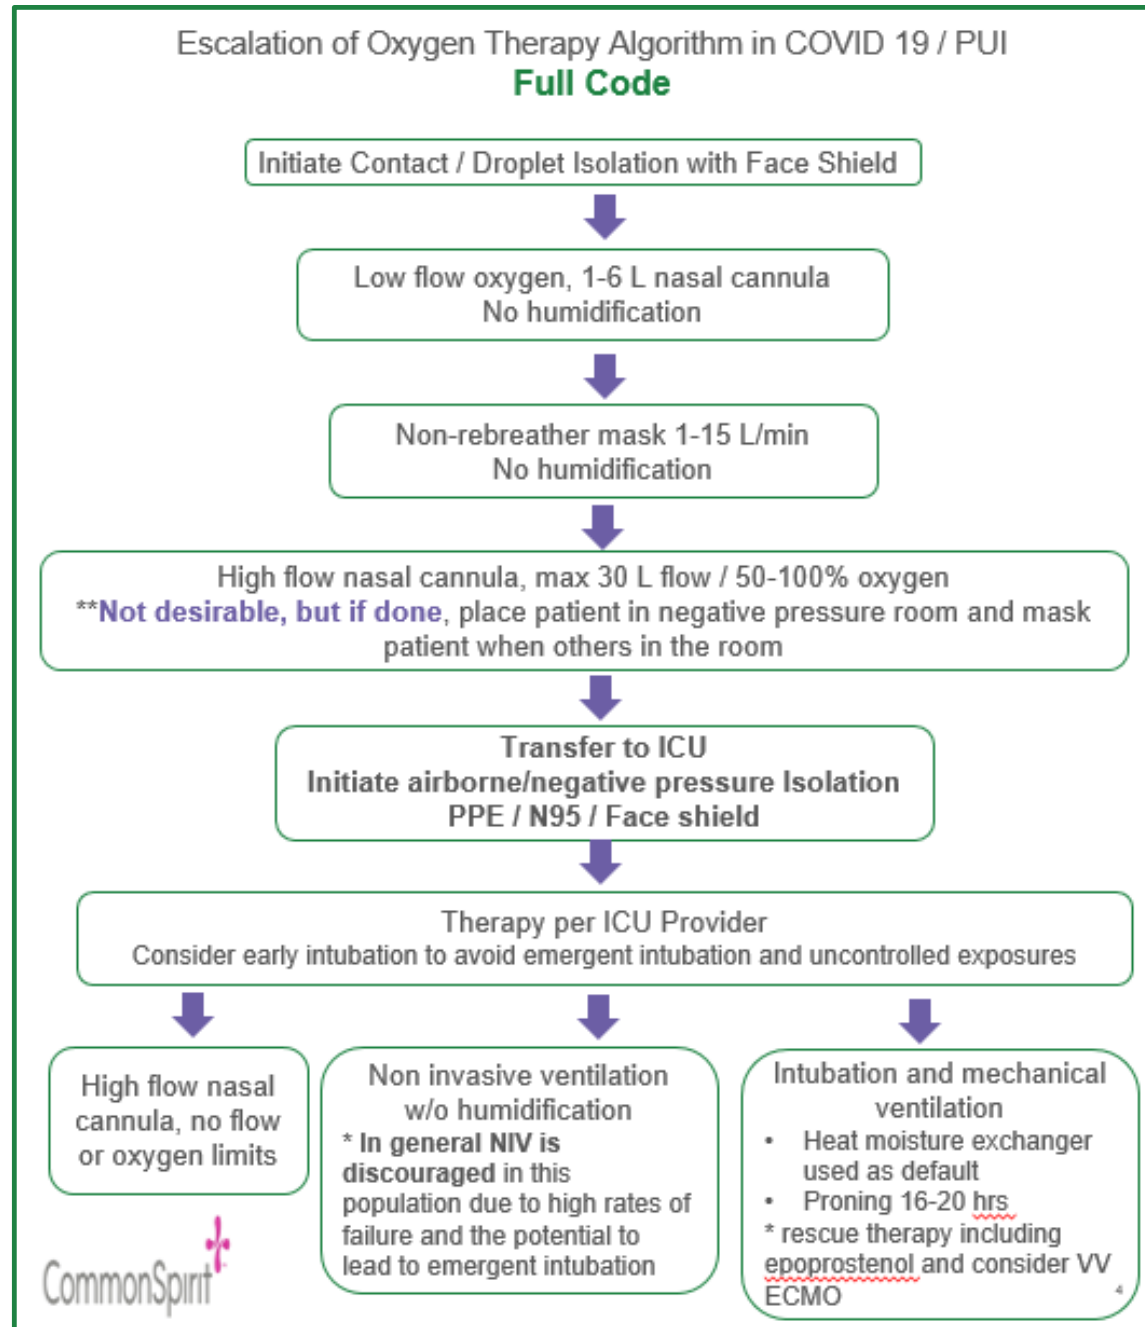 Escalation of Oxygen Therapy Algorithm in COVID 19 / PUI
Full Code
Initiate Contact / Droplet Isolation with Face Shield
Low flow oxygen, 1-6 L nasal cannula
No humidification
Non-rebreather mask 1-15 L/min
No humidification
High flow nasal cannula, max 30 L flow / 50-100% oxygen
**Not desirable, but if done, place patient in negative pressure room and mask
patient when others in the room
Transfer to ICU
Initiate airborne/negative pressure Isolation
PPE / N95 / Face shield
Therapy per ICU Provider
Consider early intubation to avoid emergent intubation and uncontrolled exposures
High flow nasal
cannula, no flow
or oxygen limits
Non invasive ventilation
w/o humidification
* In general NIV is
discouraged in this
population due to high rates of
failure and the potential to
lead to emergent intubation
Intubation and mechanical
ventilation
• Heat moisture exchanger
used as default
• Proning 16-20 hrs
* rescue therapy including
epoprostenol and consider VV
ECMO
CommonSpirit
4